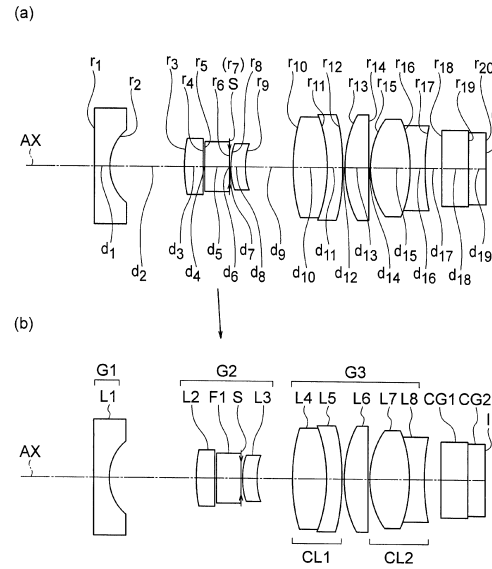 (a)
r1 r2 r3 r4 r5 r6 (r7) S r8 r9 r10 r11 r12 r13 r14 r15 r16 r17 r18 r19 r20
AX
d1 d2 d3 d4 d5 d6 d7 d8 d9 d10 d11 d12 d13 d14 d15 d16 d17 d18 d19
(b)
G1 G2 G3
L1 L2 F1 S L3 L4 L5 L6 L7 L8 CG1 CG2 I
AX
CL1 CL2